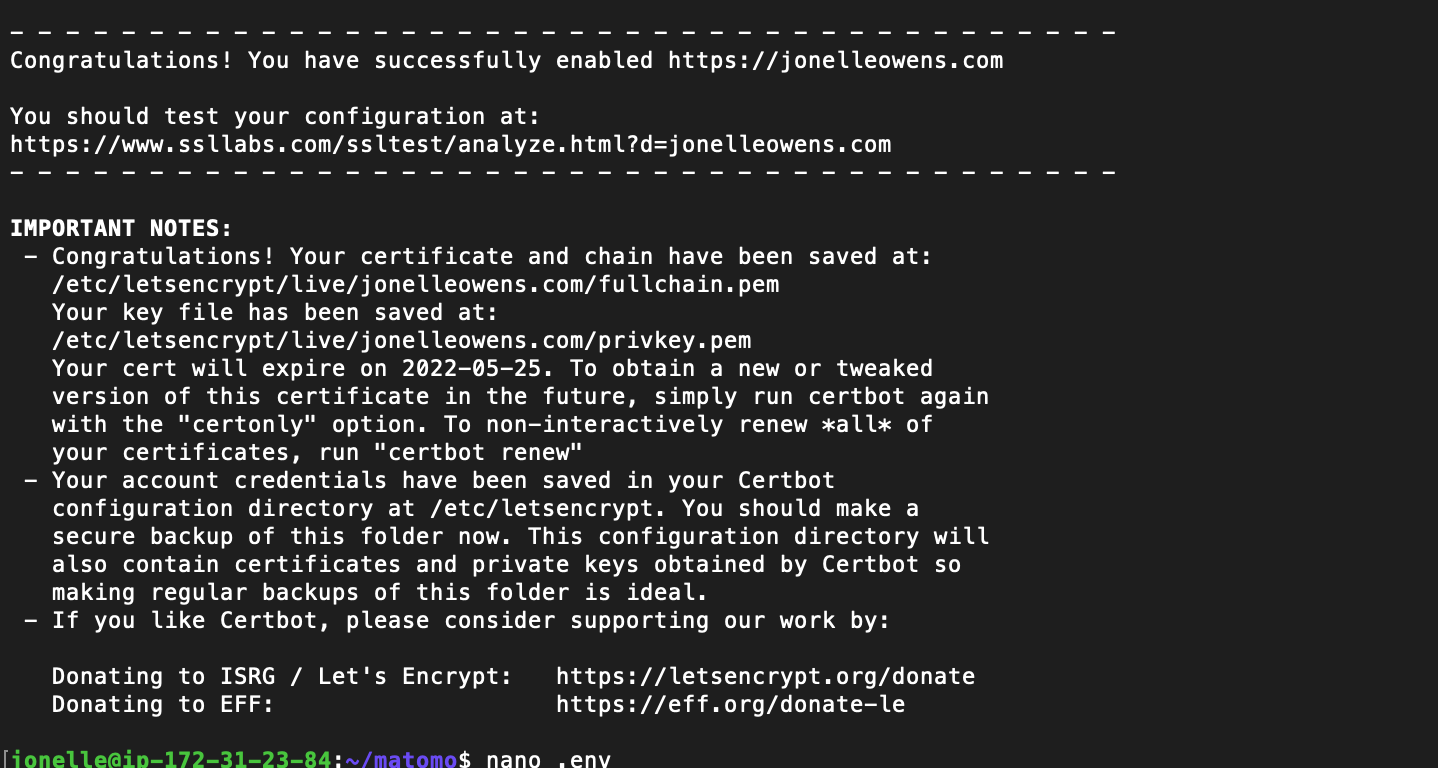 - - - - - - - - - - - - - - - - - - - - - - - - - - - - - - - - - - - - - - - -
Congratulations! You have successfully enabled https://jonelleowens.com
You should test your configuration at:
https://www.ssllabs.com/ssltest/analyze.html?d=jonelleowens.com
- - - - - - - - - - - - - - - - - - - - - - - - - - - - - - - - - - - - - - - -
IMPORTANT NOTES:
- Congratulations! Your certificate and chain have been saved at:
/etc/letsencrypt/live/jonelleowens.com/fullchain.pem
Your key file has been saved at:
/etc/letsencrypt/live/jonelleowens.com/privkey.pem
Your cert will expire on 2022-05-25. To obtain a new or tweaked
version of this certificate in the future, simply run certbot again
with the "certonly" option. To non-interactively renew *all* of
your certificates, run "certbot renew"
- Your account credentials have been saved in your Certbot
configuration directory at /etc/letsencrypt. You should make a
secure backup of this folder now. This configuration directory will
also contain certificates and private keys obtained by Certbot so
making regular backups of this folder is ideal.
- If you like Certbot, please consider supporting our work by:
Donating to ISRG / Let's Encrypt:   https://letsencrypt.org/donate
Donating to EFF:                    https://eff.org/donate-le
[jonelle@ip-172-31-23-84:~/matomo$ nano .env